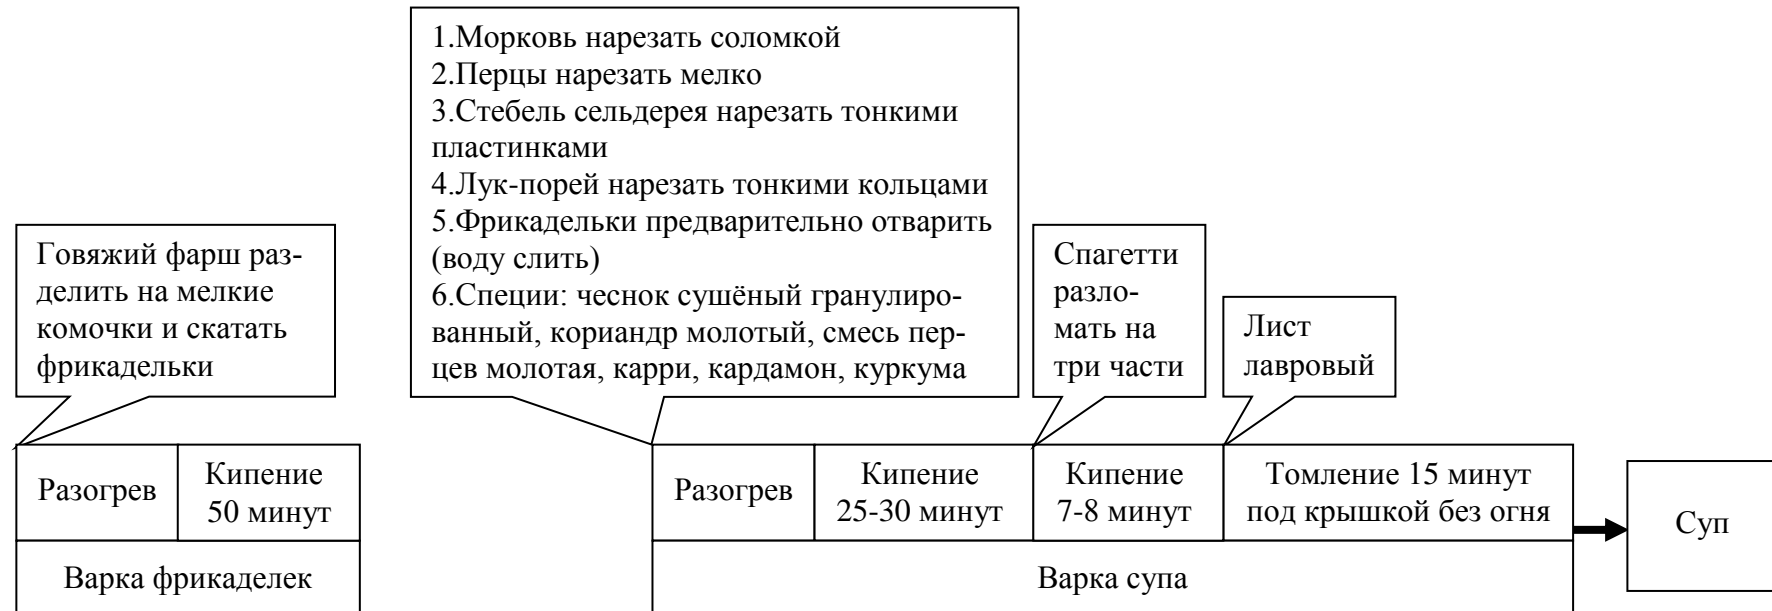 1.Морковь нарезать соломкой
2.Перцы нарезать мелко
3.Стебель сельдерея нарезать тонкими
пластинками
4.Лук-порей нарезать тонкими кольцами
5.Фрикадельки предварительно отварить
(воду слить)
6.Специи: чеснок сушёный гранулиро-
ванный, кориандр молотый, смесь пер-
цев молотая, карри, кардамон, куркума
Говяжий фарш раз-
делить на мелкие
комочки и скатать
фрикадельки
Спагетти
разло-
мать на
три части
Лист
лавровый
Разогрев
Кипение
50 минут
Варка фрикаделек
Разогрев
Кипение
25-30 минут
Кипение
7-8 минут
Томление 15 минут
под крышкой без огня
Варка супа
Суп